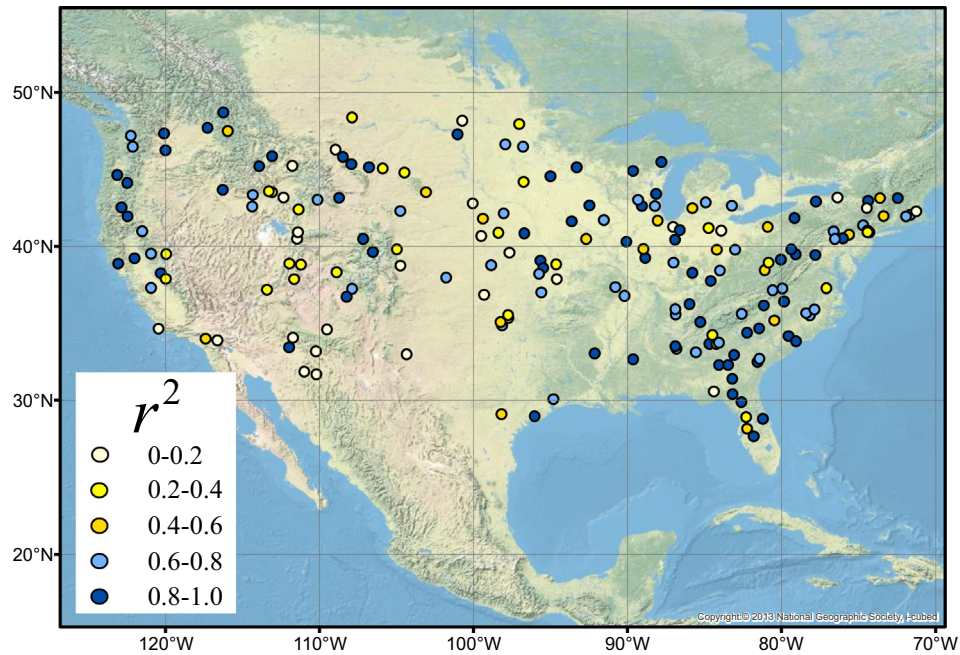 50°N
40°N
30°N
20°N
r²
0-0.2
0.2-0.4
0.4-0.6
0.6-0.8
0.8-1.0
Copyright:© 2013 National Geographic Society, i-cubed
120°W
110°W
100°W
90°W
80°W
70°W